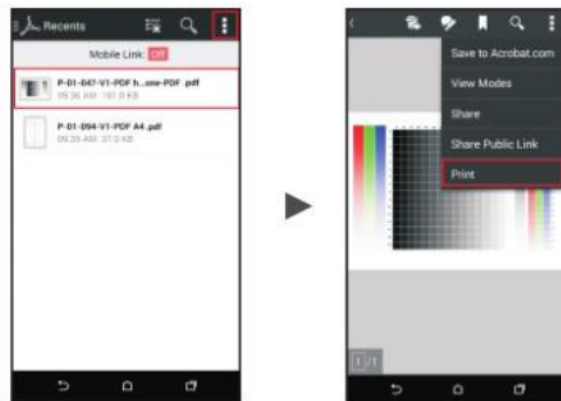 Recents
Mobile Link: Off
P-01-047-V1-PDF h...one-PDF .pdf
09:36 AM 181.0 KB
P-01-094-V1-PDF A4 .pdf
09:36 AM 37.0 KB
Save to Acrobat.com
View Modes
Share
Share Public Link
Print
1/1